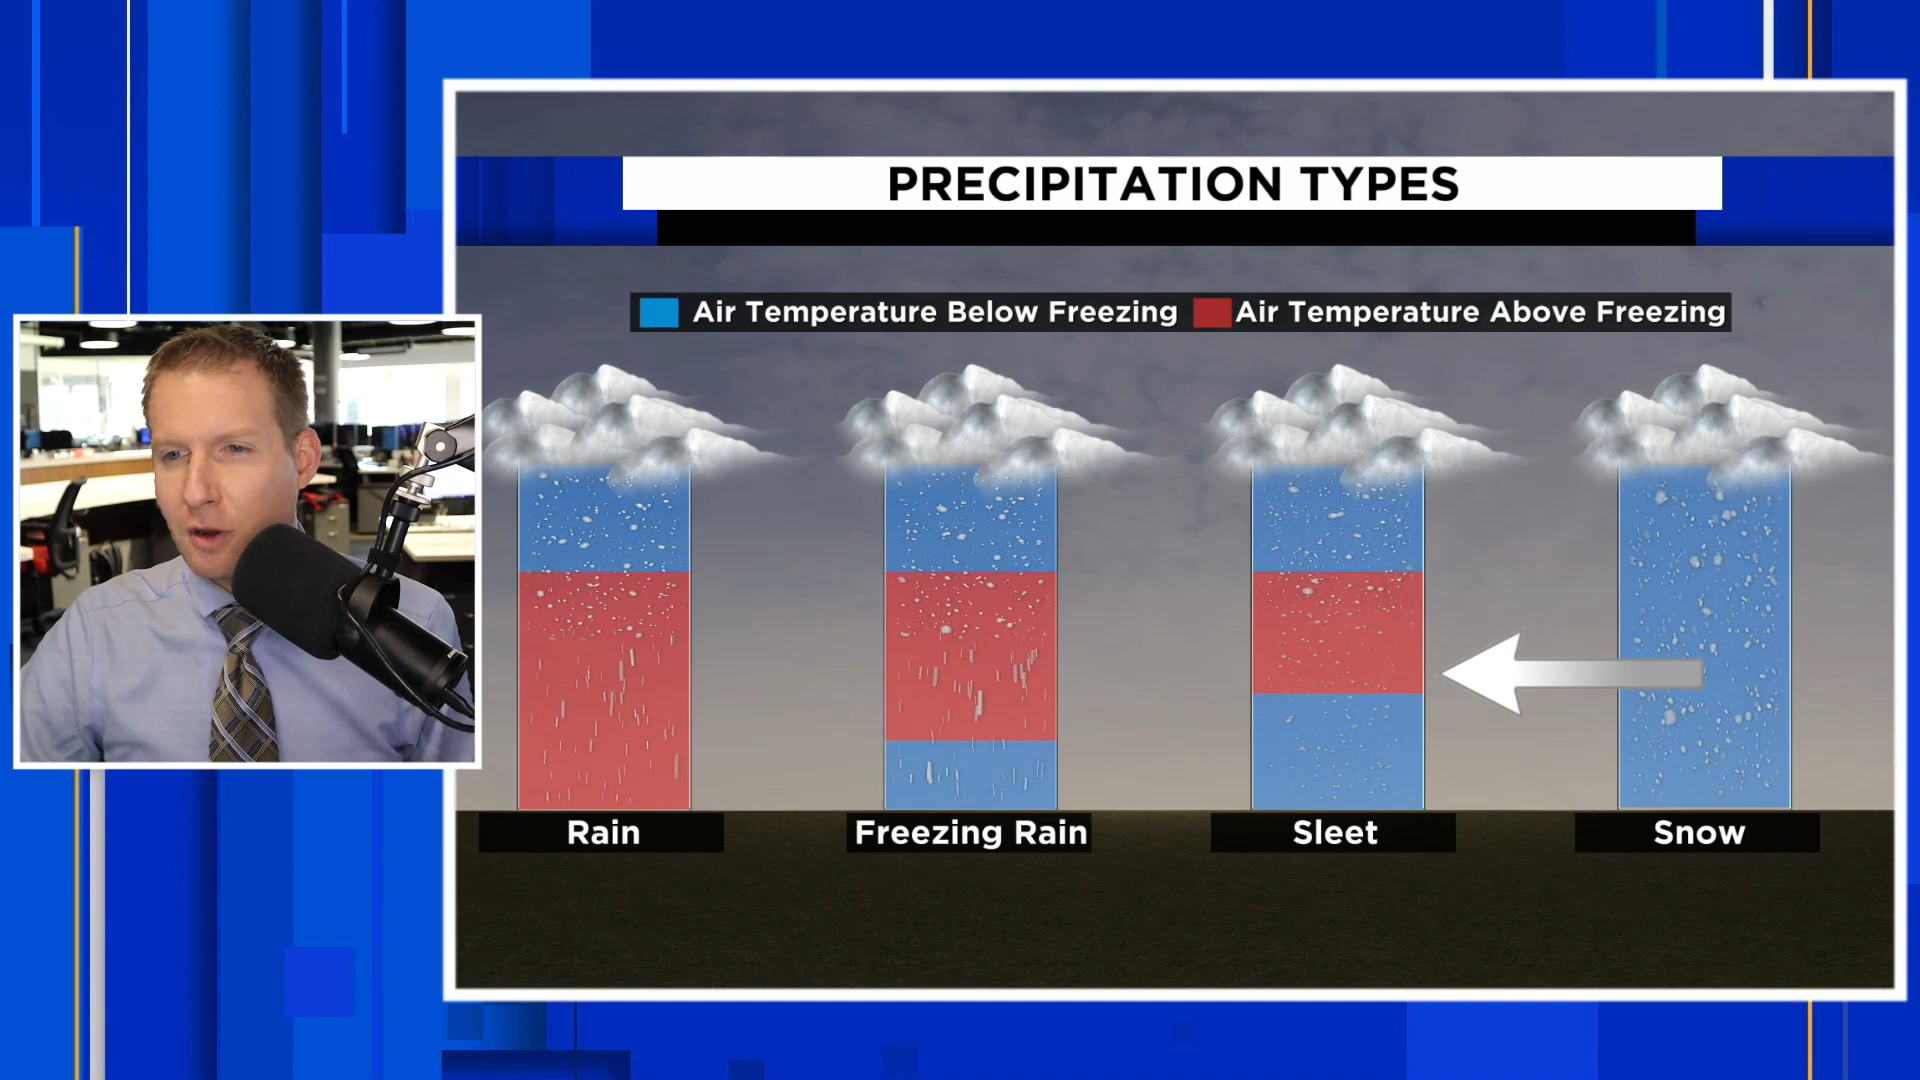 PRECIPITATION TYPES
Air Temperature Below Freezing Air Temperature Above Freezing
Rain Freezing Rain Sleet Snow